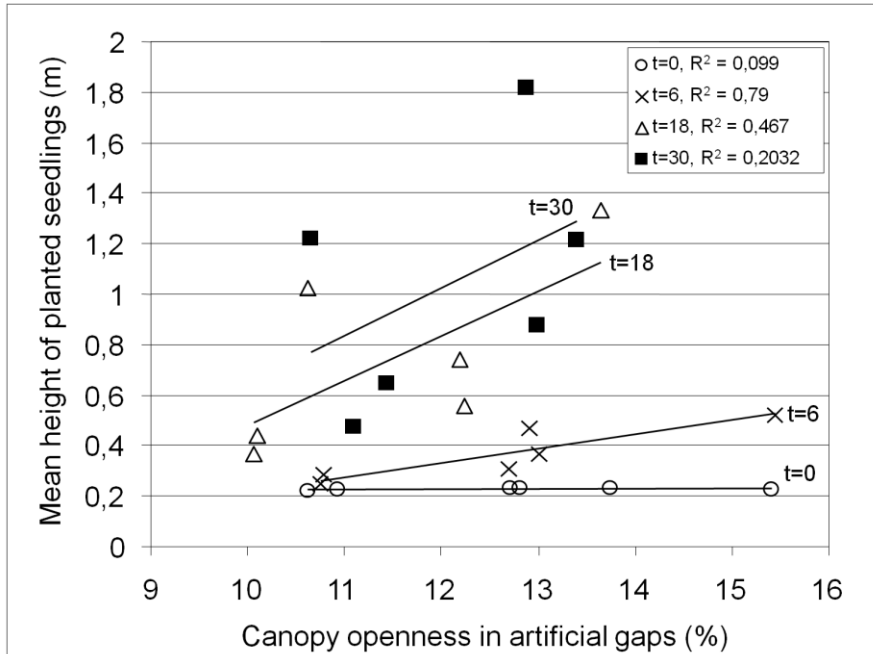 2
1,8
1,6
1,4
1,2
1
0,8
0,6
0,4
0,2
0
Mean height of planted seedlings (m)
t=0, R² = 0,099
t=6, R² = 0,79
t=18, R² = 0,467
t=30, R² = 0,2032
t=30
t=18
t=6
t=0
9 10 11 12 13 14 15 16
Canopy openness in artificial gaps (%)